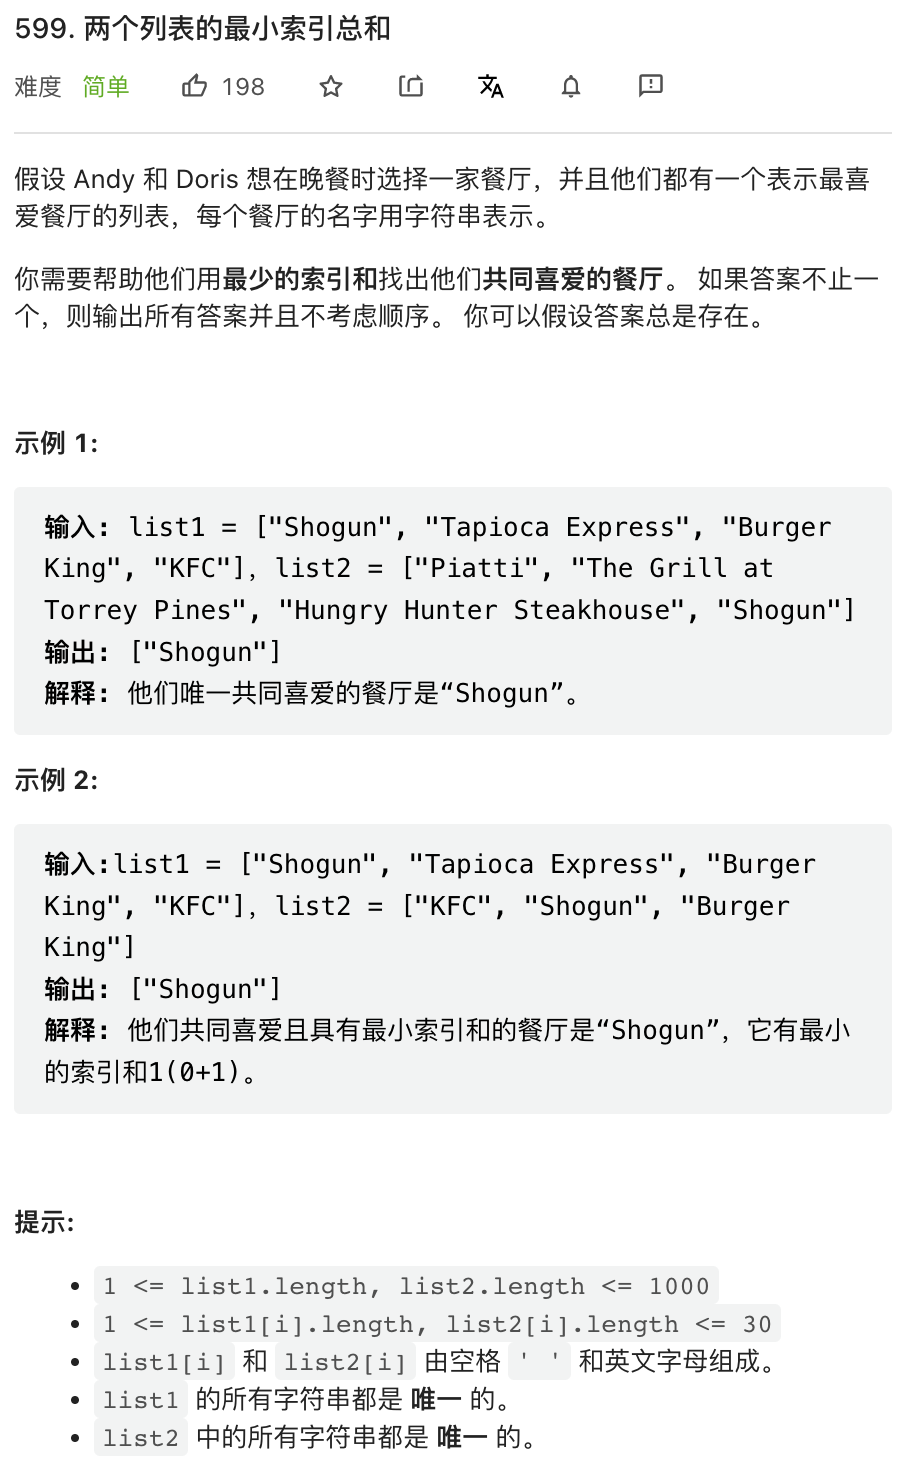 599. 两个列表的最小索引总和
难度 简单 198
假设 Andy 和 Doris 想在晚餐时选择一家餐厅，并且他们都有一个表示最喜
爱餐厅的列表，每个餐厅的名字用字符串表示。
你需要帮助他们用最少的索引和找出他们共同喜爱的餐厅。 如果答案不止一
个，则输出所有答案并且不考虑顺序。 你可以假设答案总是存在。
示例 1:
输入: list1 = ["Shogun", "Tapioca Express", "Burger
King", "KFC"]，list2 = ["Piatti", "The Grill at
Torrey Pines", "Hungry Hunter Steakhouse", "Shogun"]
输出: ["Shogun"]
解释: 他们唯一共同喜爱的餐厅是“Shogun”。
示例 2:
输入:list1 = ["Shogun", "Tapioca Express", "Burger
King", "KFC"]，list2 = ["KFC", "Shogun", "Burger
King"]
输出: ["Shogun"]
解释: 他们共同喜爱且具有最小索引和的餐厅是“Shogun”，它有最小
的索引和1(0+1)。
提示:
• 1 <= list1.length, list2.length <= 1000
• 1 <= list1[i].length, list2[i].length <= 30
• list1[i] 和 list2[i] 由空格 ' ' 和英文字母组成。
• list1 的所有字符串都是 唯一 的。
• list2 中的所有字符串都是 唯一 的。